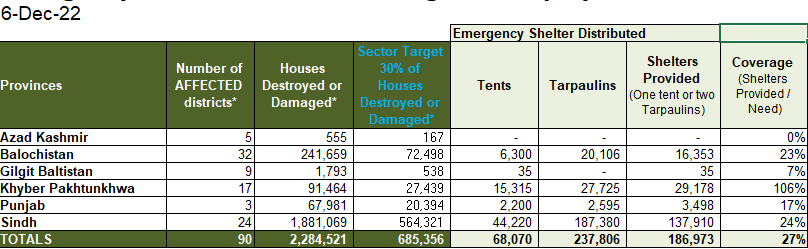 6-Dec-22
Emergency Shelter Distributed
Provinces Number of AFFECTED districts* Houses Destroyed or Damaged* Sector Target 30% of Houses Destroyed or Damaged* Tents Tarpaulins Shelters Provided (One tent or two Tarpaulins) Coverage (Shelters Provided / Need)
Azad Kashmir 5 555 167 - - - 0%
Balochistan 32 241,659 72,498 6,300 20,106 16,353 23%
Gilgit Baltistan 9 1,793 538 35 - 35 7%
Khyber Pakhtunkhwa 17 91,464 27,439 15,315 27,725 29,178 106%
Punjab 3 67,981 20,394 2,200 2,595 3,498 17%
Sindh 24 1,881,069 564,321 44,220 187,380 137,910 24%
TOTALS 90 2,284,521 685,356 68,070 237,806 186,973 27%